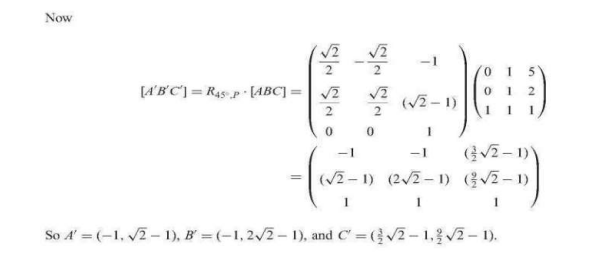 Now
[A′B′C′] = R₄₅°,P · [ABC] = ( √2/2 −√2/2 −1 ; √2/2 √2/2 (√2 − 1) ; 0 0 1 ) ( 0 1 5 ; 0 1 2 ; 1 1 1 )
= ( −1 −1 (3/2√2 − 1) ; (√2 − 1) (2√2 − 1) (9/2√2 − 1) ; 1 1 1 )
So A′ = (−1, √2 − 1), B′ = (−1, 2√2 − 1), and C′ = (3/2√2 − 1, 9/2√2 − 1).